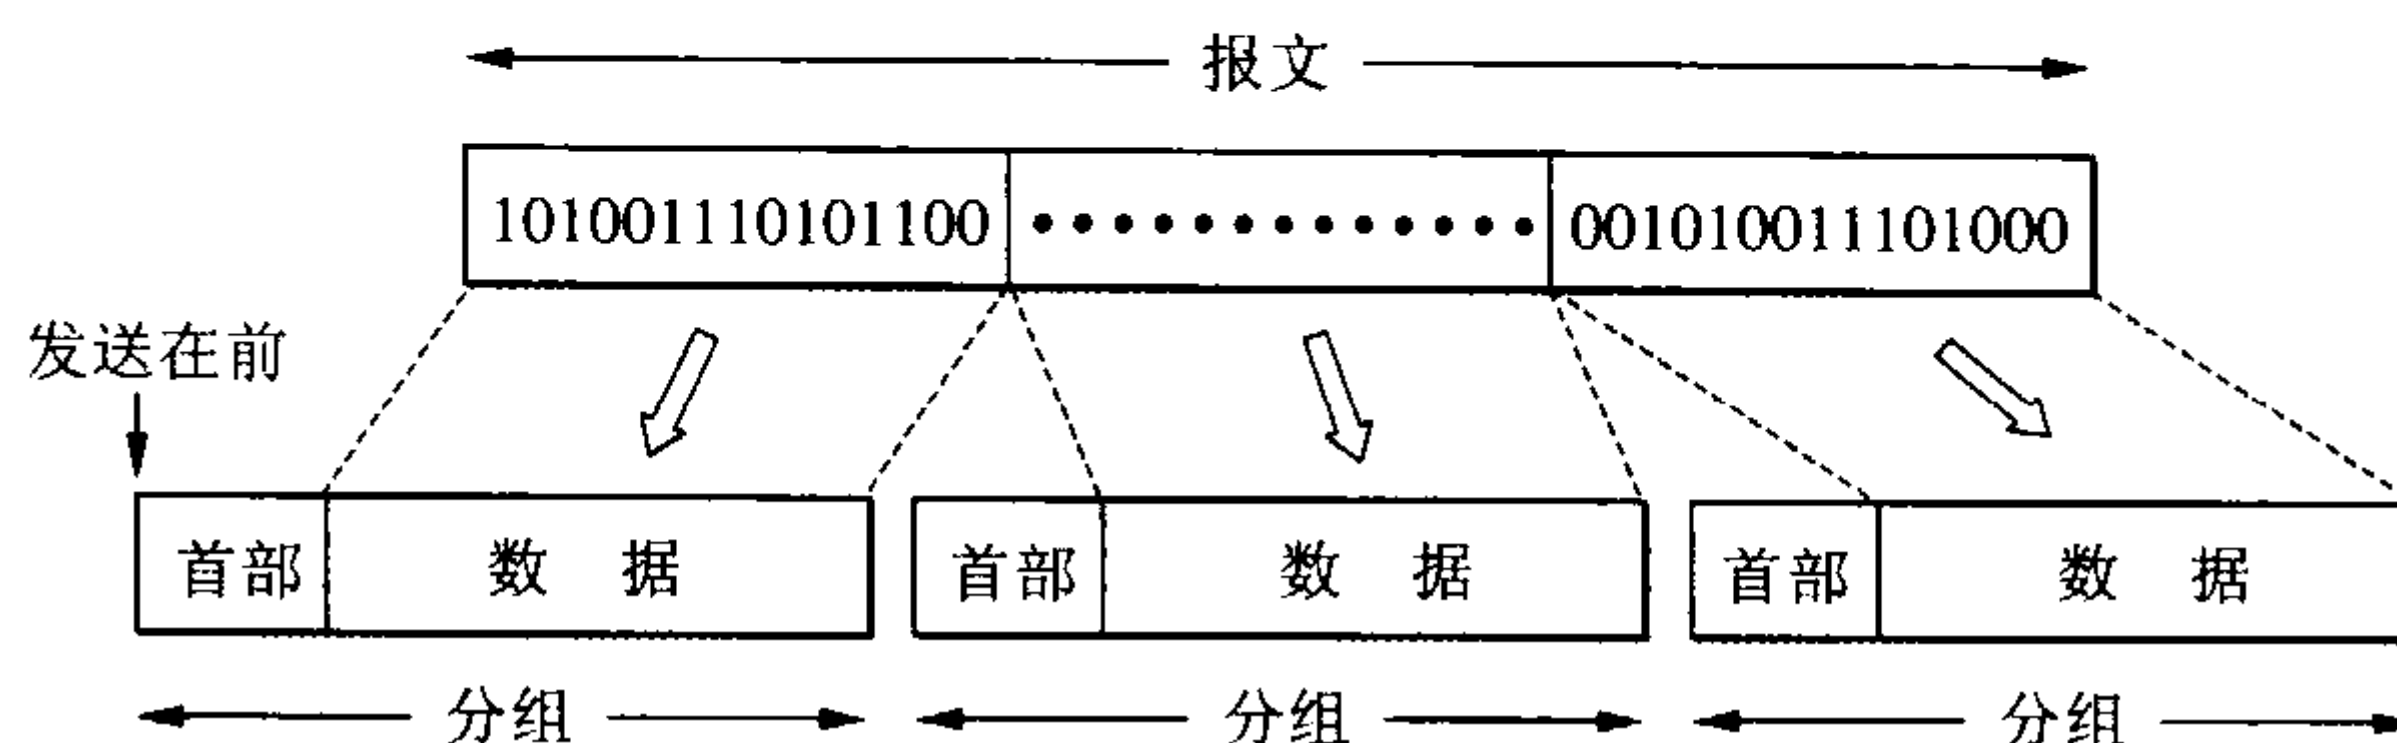 报文
101001110101100 ············· 001010011101000
发送在前
首部 数 据 首部 数 据 首部 数 据
分组 分组 分组